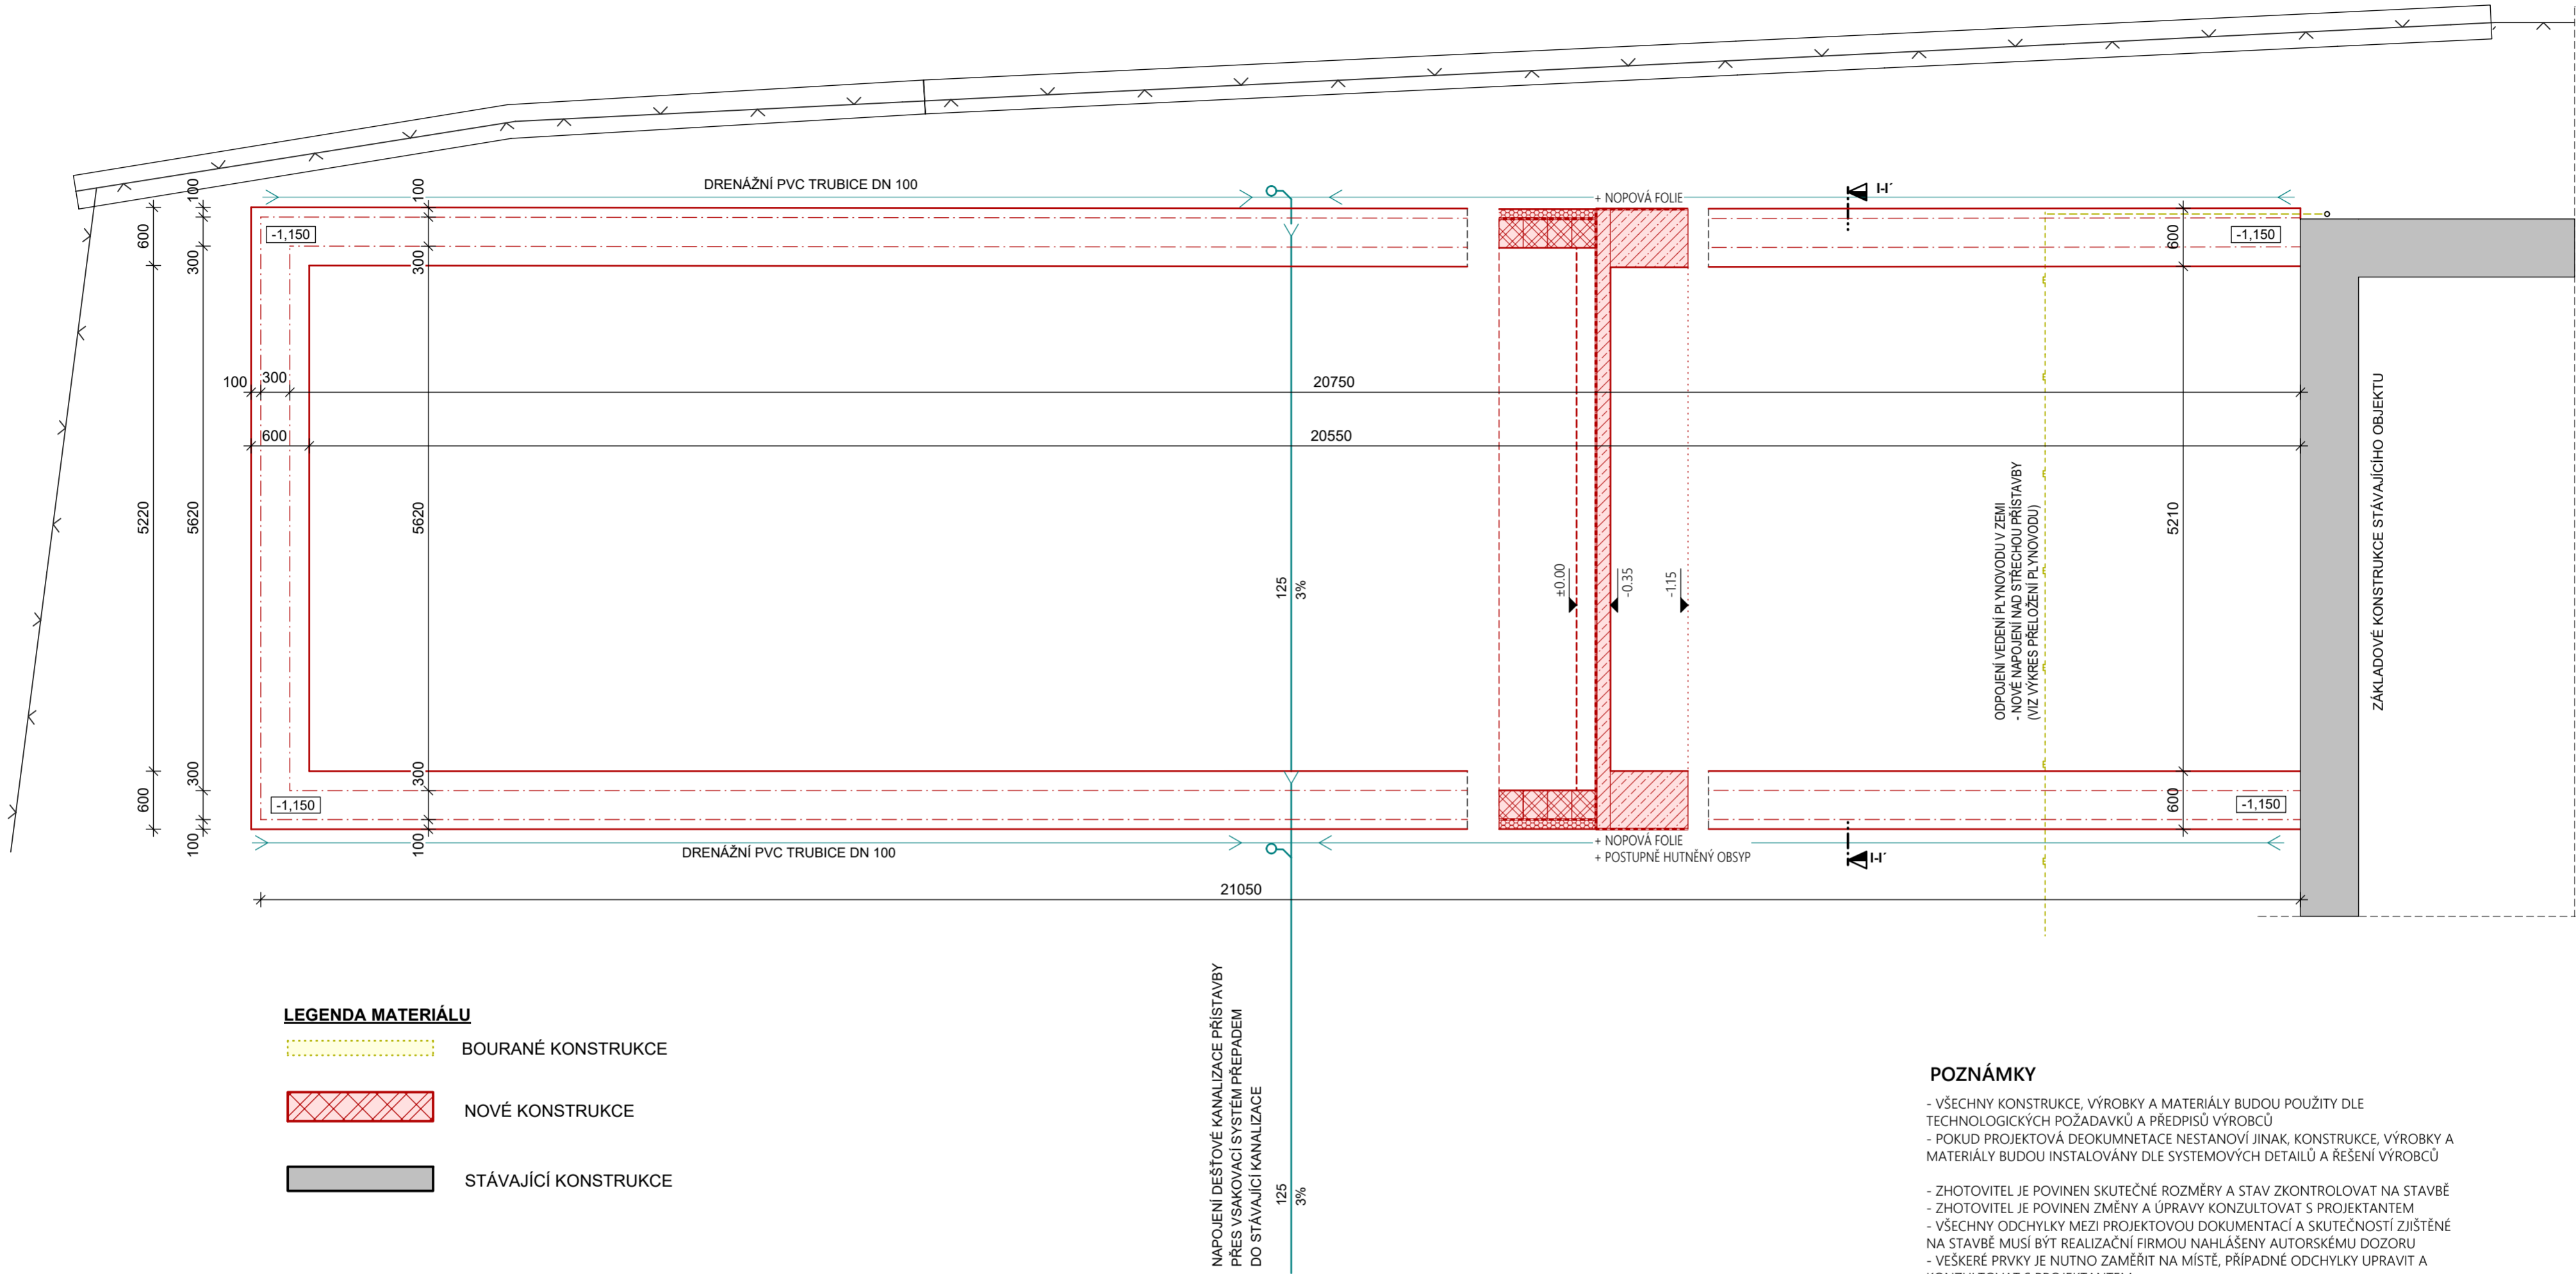 DRENÁŽNÍ PVC TRUBICE DN 100
+ NOPOVÁ FOLIE
I-I´
100
600
300
100
300
-1,150
-1,150
600
100
300
20750
600
20550
5220
5620
5620
125
3%
±0.00
-0.35
-1.15
ODPOJENÍ VEDENÍ PLYNOVODU V ZEMI
- NOVÉ NAPOJENÍ NAD STŘECHOU PŘÍSTAVBY
(VIZ VÝKRES PŘELOŽENÍ PLYNOVODU)
5210
ZÁKLADOVÉ KONSTRUKCE STÁVAJÍCÍHO OBJEKTU
600
300
100
300
100
-1,150
600
-1,150
DRENÁŽNÍ PVC TRUBICE DN 100
+ NOPOVÁ FOLIE
+ POSTUPNĚ HUTNĚNÝ OBSYP
I-I´
21050
NAPOJENÍ DEŠŤOVÉ KANALIZACE PŘÍSTAVBY
PŘES VSAKOVACÍ SYSTÉM PŘEPADEM
DO STÁVAJÍCÍ KANALIZACE
125
3%
LEGENDA MATERIÁLU
BOURANÉ KONSTRUKCE
NOVÉ KONSTRUKCE
STÁVAJÍCÍ KONSTRUKCE
POZNÁMKY
- VŠECHNY KONSTRUKCE, VÝROBKY A MATERIÁLY BUDOU POUŽITY DLE
TECHNOLOGICKÝCH POŽADAVKŮ A PŘEDPISŮ VÝROBCŮ
- POKUD PROJEKTOVÁ DEOKUMNETACE NESTANOVÍ JINAK, KONSTRUKCE, VÝROBKY A
MATERIÁLY BUDOU INSTALOVÁNY DLE SYSTEMOVÝCH DETAILŮ A ŘEŠENÍ VÝROBCŮ
- ZHOTOVITEL JE POVINEN SKUTEČNÉ ROZMĚRY A STAV ZKONTROLOVAT NA STAVBĚ
- ZHOTOVITEL JE POVINEN ZMĚNY A ÚPRAVY KONZULTOVAT S PROJEKTANTEM
- VŠECHNY ODCHYLKY MEZI PROJEKTOVOU DOKUMENTACÍ A SKUTEČNOSTÍ ZJIŠTĚNÉ
NA STAVBĚ MUSÍ BÝT REALIZAČNÍ FIRMOU NAHLÁŠENY AUTORSKÉMU DOZORU
- VEŠKERÉ PRVKY JE NUTNO ZAMĚŘIT NA MÍSTĚ, PŘÍPADNÉ ODCHYLKY UPRAVIT A